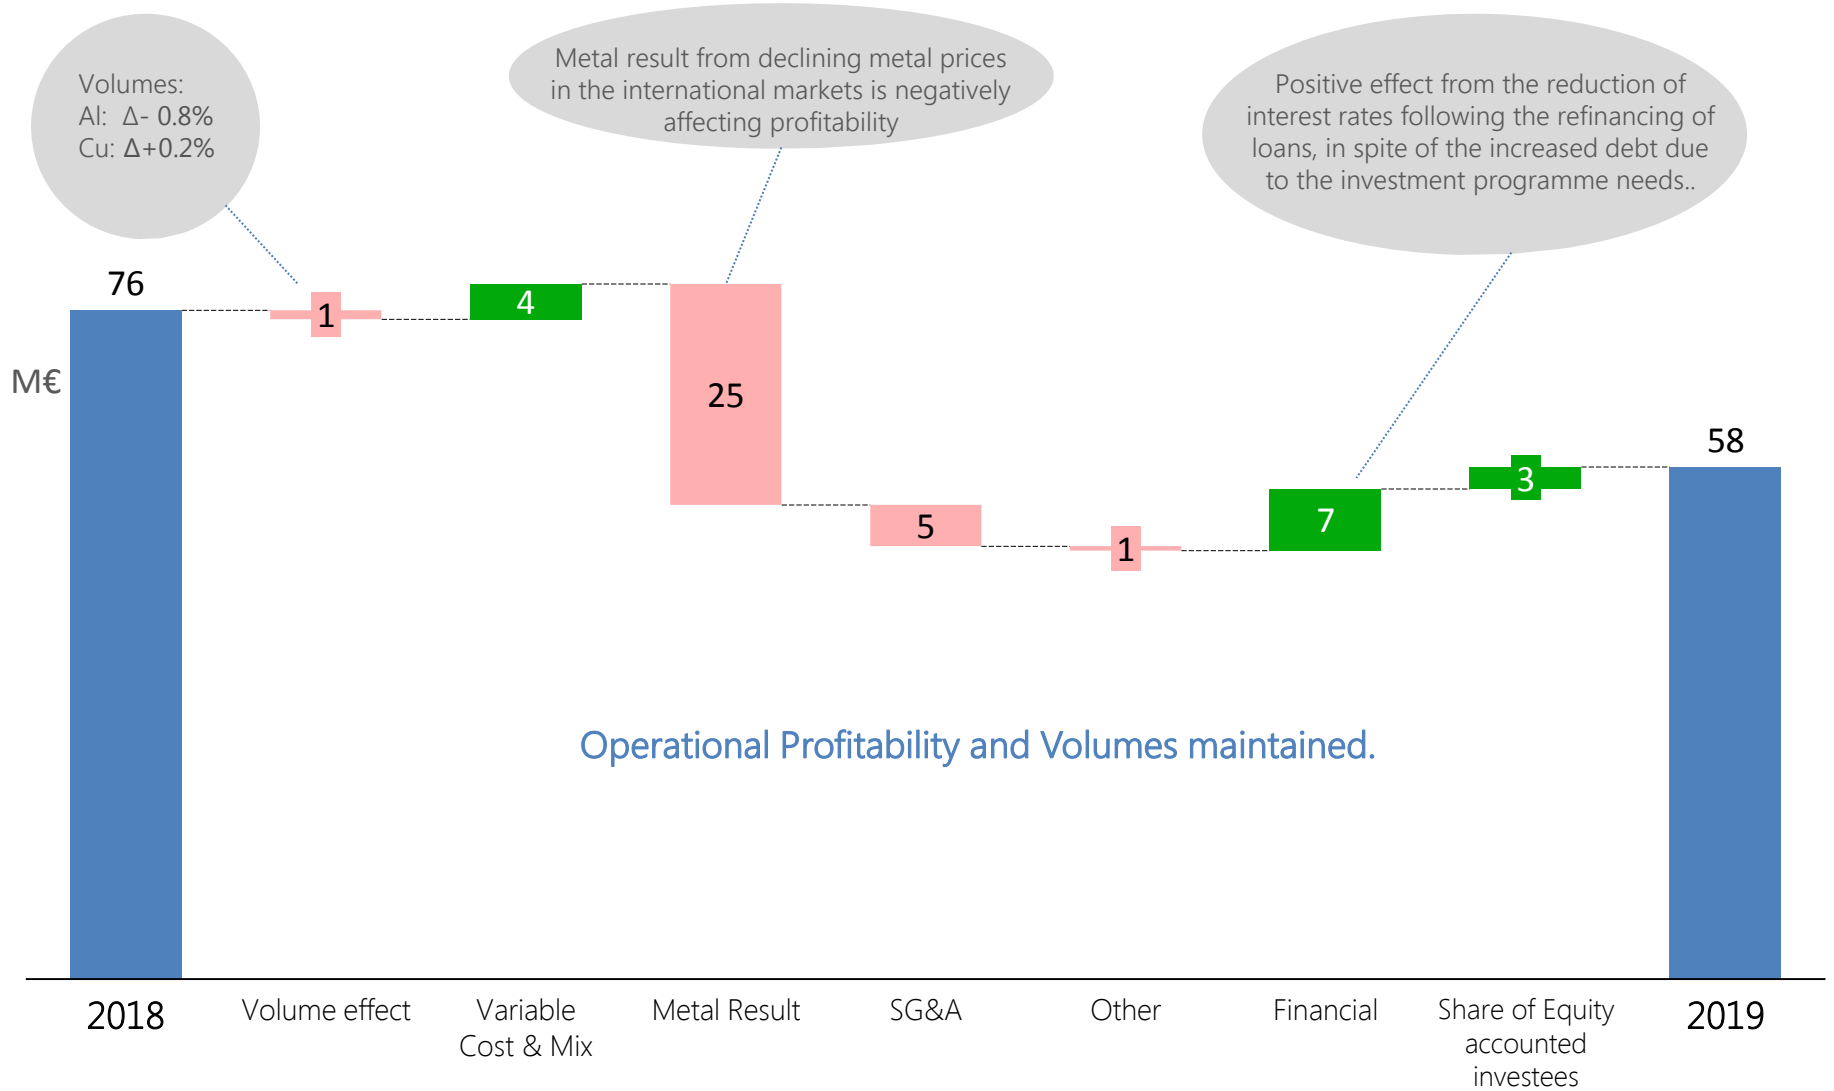 Volumes:
Al: Δ- 0.8%
Cu: Δ+0.2%
Metal result from declining metal prices
in the international markets is negatively
affecting profitability
Positive effect from the reduction of
interest rates following the refinancing of
loans, in spite of the increased debt due
to the investment programme needs..
M€
76
1
4
25
5
1
7
3
58
Operational Profitability and Volumes maintained.
2018
Volume effect
Variable
Cost & Mix
Metal Result
SG&A
Other
Financial
Share of Equity
accounted
investees
2019